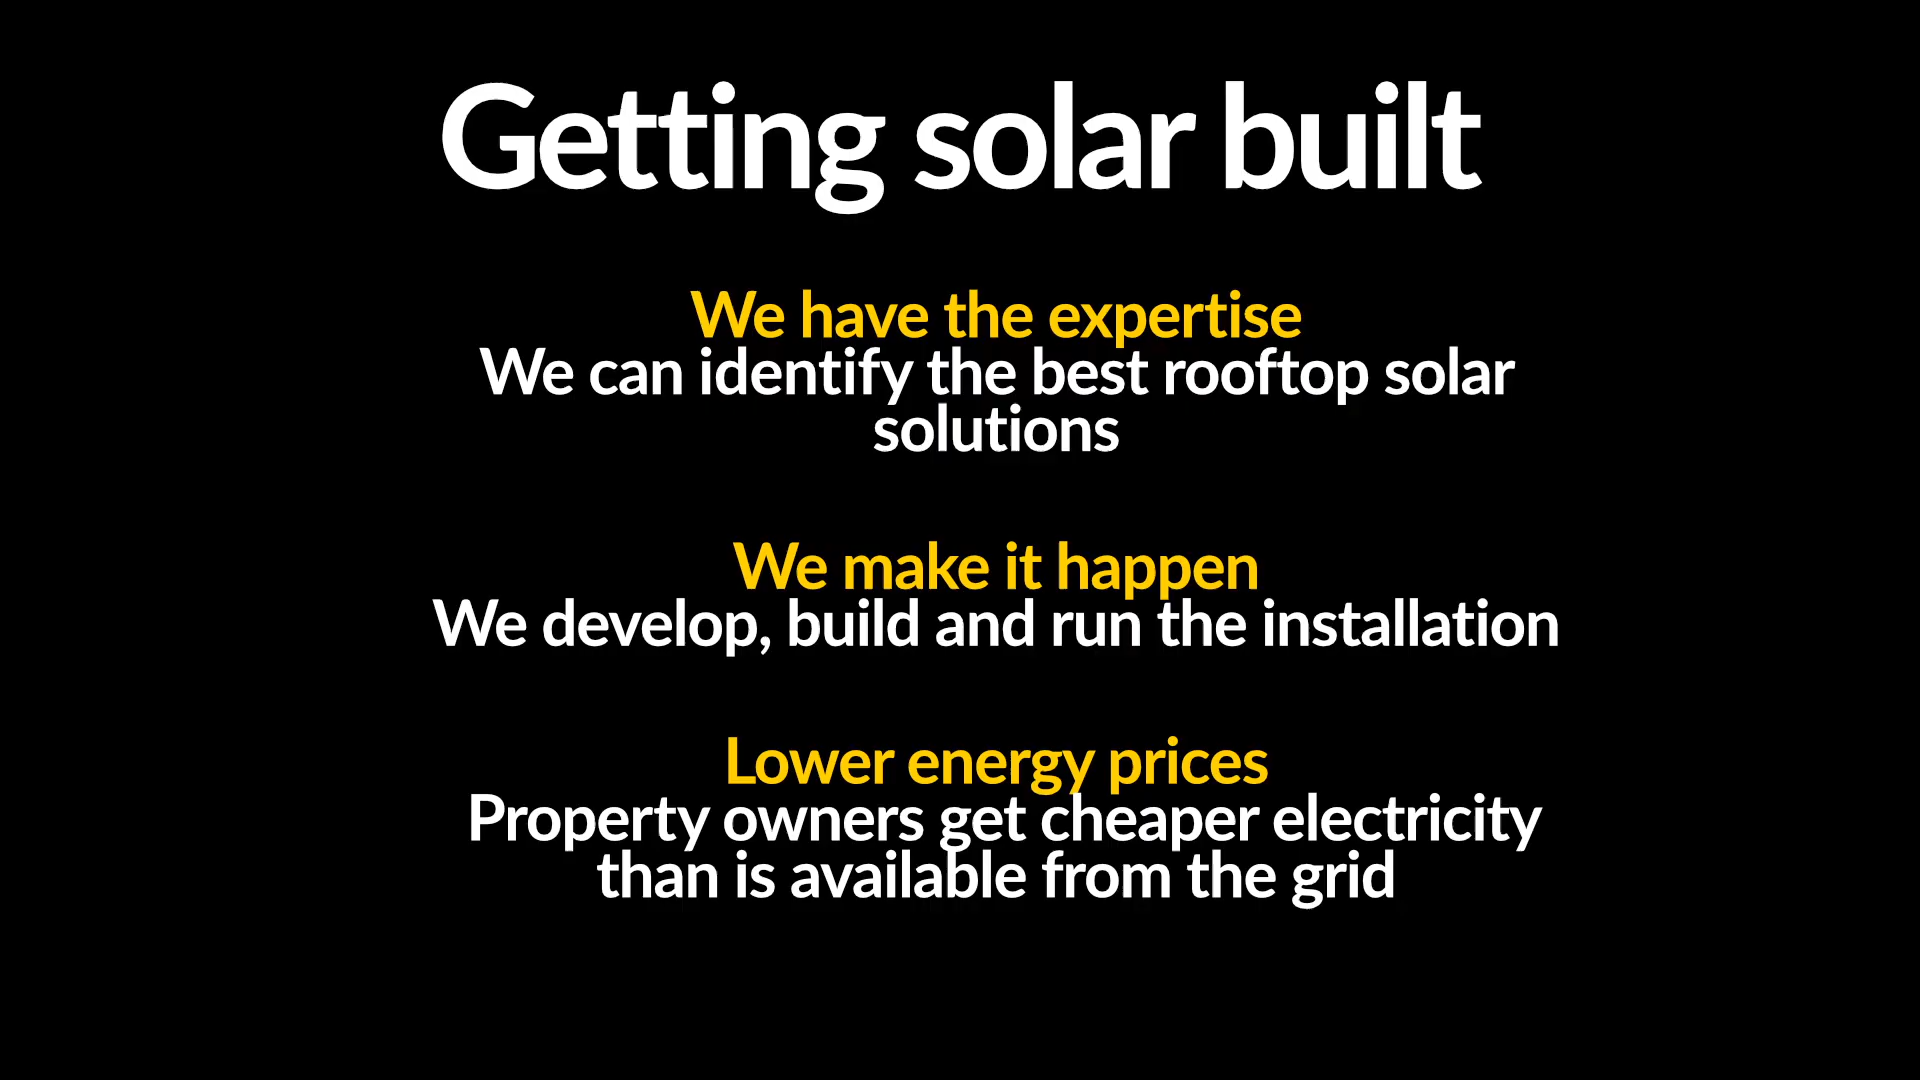 Getting solar built
We have the expertise
We can identify the best rooftop solar
solutions
We make it happen
We develop, build and run the installation
Lower energy prices
Property owners get cheaper electricity
than is available from the grid